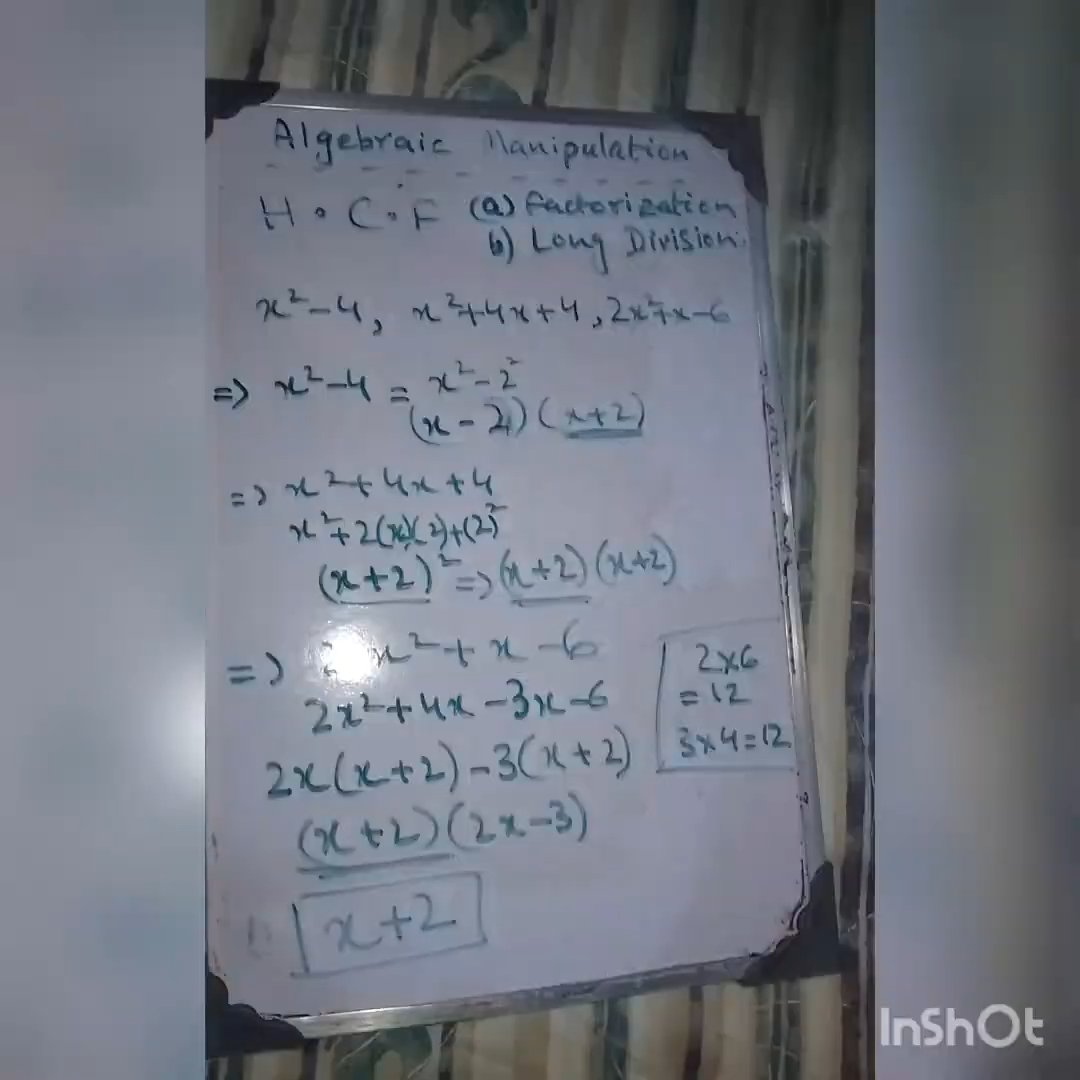 Algebraic Manipulation
H.C.F (a) Factorization
b) Long Division.
x²-4, x²+4x+4, 2x²+x-6
=> x²-4 = x²-2²
(x-2)(x+2)
=> x²+4x+4
x²+2(x)(2)+(2)²
(x+2)² => (x+2)(x+2)
=> 2x²+x-6
2x²+4x-3x-6
2x(x+2)-3(x+2)
(x+2)(2x-3)
x+2
2x6
=12
3x4=12
InShOt